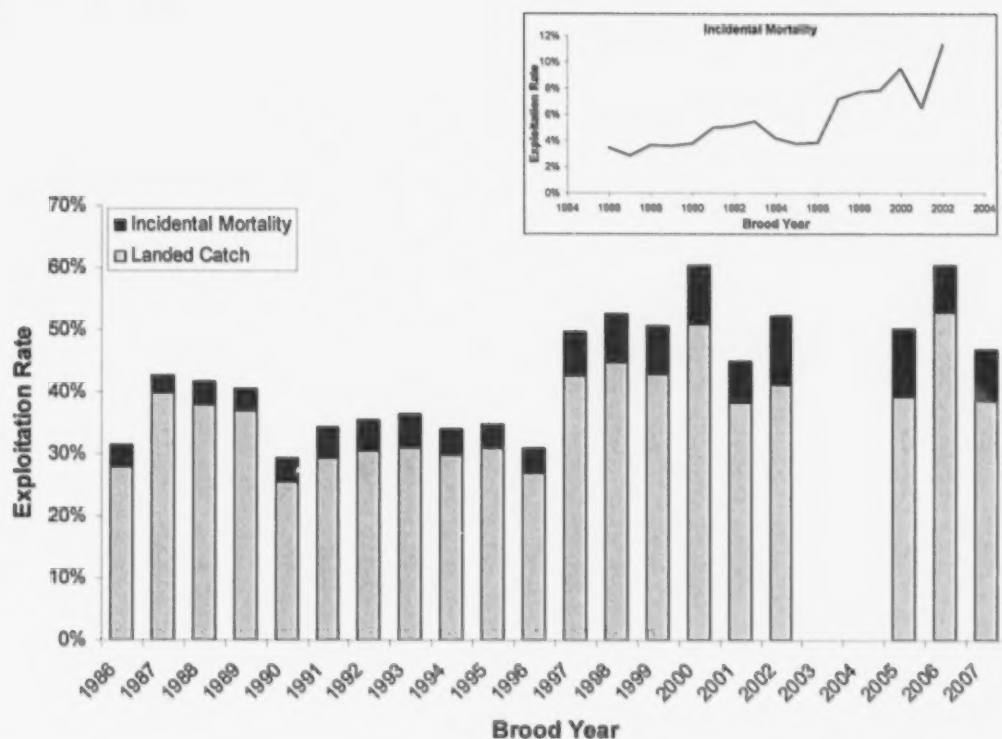 Incidental Mortality
12%
10%
8%
6%
4%
2%
0%
Exploitation Rate
1984 1986 1988 1990 1992 1994 1996 1998 2000 2002 2004
Brood Year
70%
60%
50%
40%
30%
20%
10%
0%
Exploitation Rate
Incidental Mortality
Landed Catch
1986 1987 1988 1989 1990 1991 1992 1993 1994 1995 1996 1997 1998 1999 2000 2001 2002 2003 2004 2005 2006 2007
Brood Year